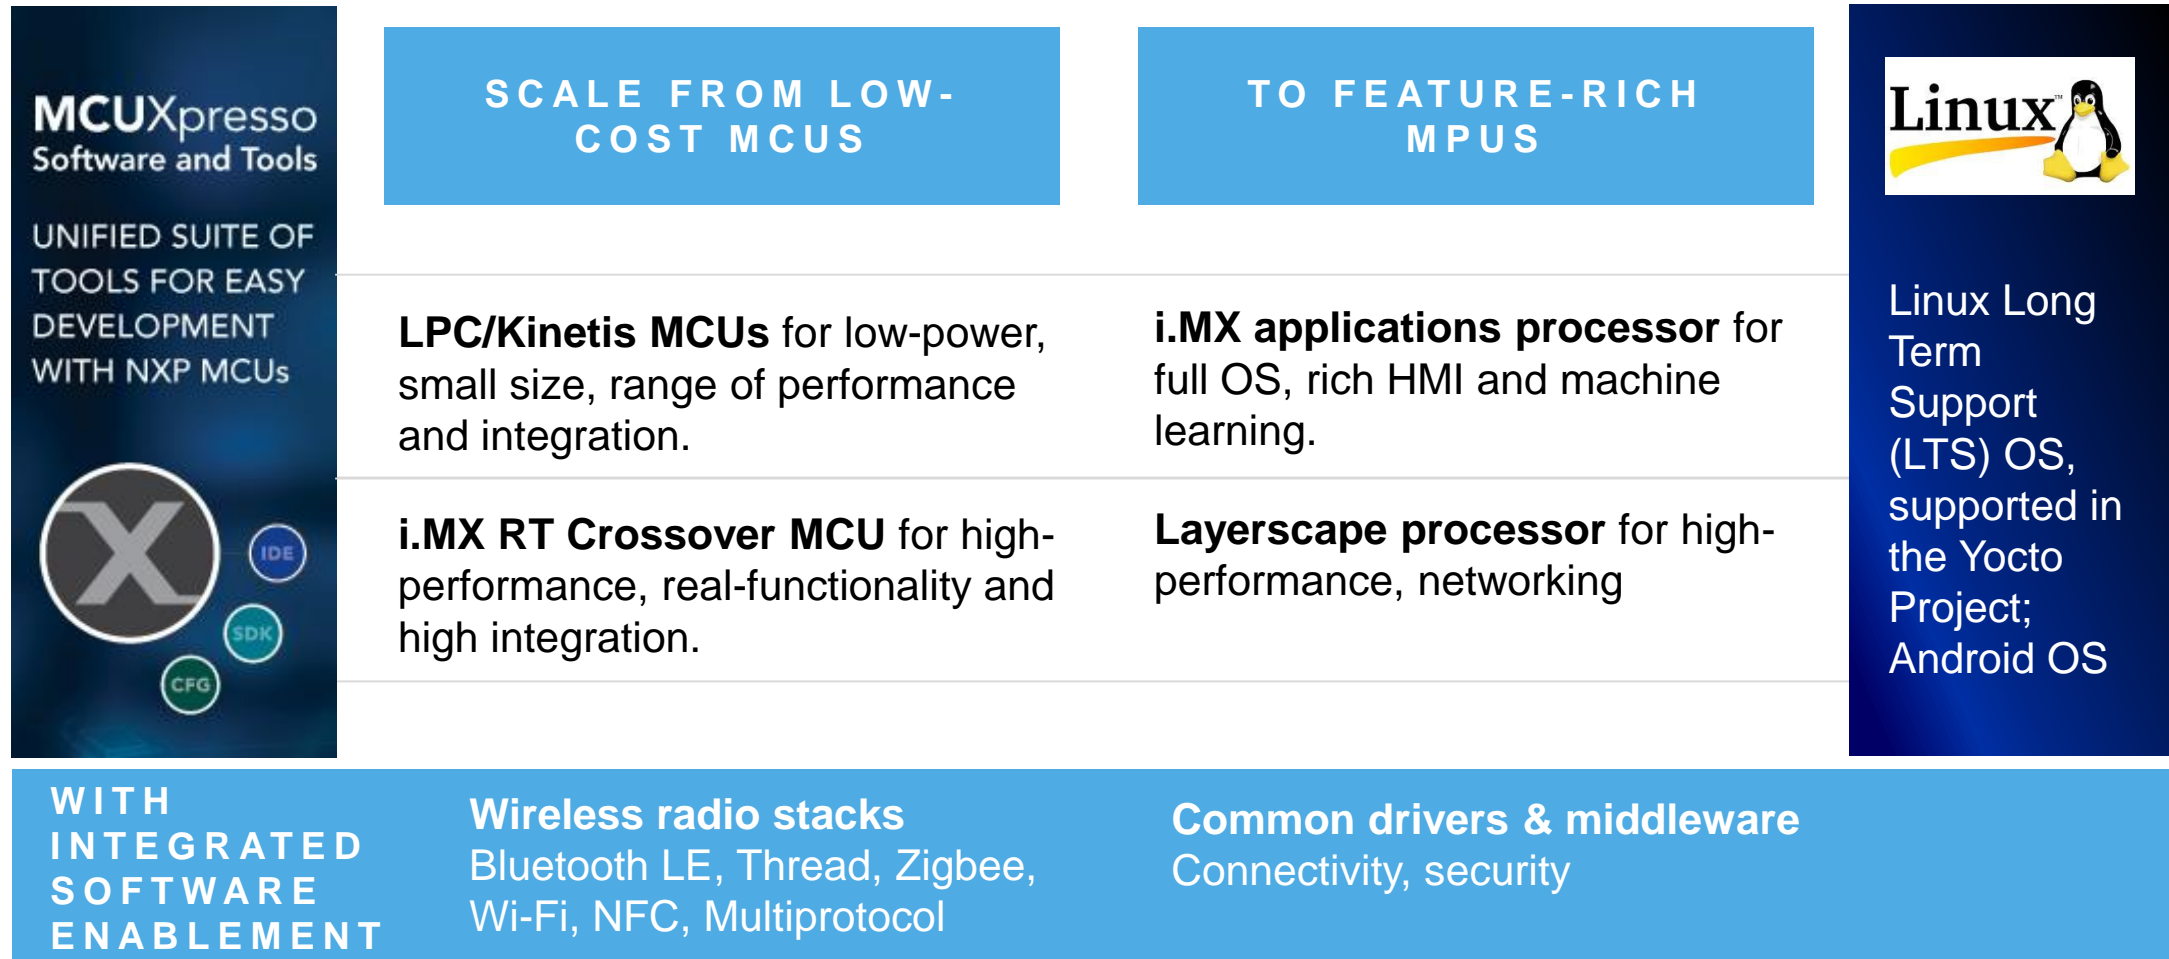 MCUXpresso
Software and Tools
UNIFIED SUITE OF
TOOLS FOR EASY
DEVELOPMENT
WITH NXP MCUs
X
IDE
SDK
CFG
SCALE FROM LOW-
COST MCUS
LPC/Kinetis MCUs for low-power,
small size, range of performance
and integration.
i.MX RT Crossover MCU for high-
performance, real-functionality and
high integration.
TO FEATURE-RICH
MPUS
i.MX applications processor for
full OS, rich HMI and machine
learning.
Layerscape processor for high-
performance, networking
Linux™
Linux Long
Term
Support
(LTS) OS,
supported in
the Yocto
Project;
Android OS
WITH
INTEGRATED
SOFTWARE
ENABLEMENT
Wireless radio stacks
Bluetooth LE, Thread, Zigbee,
Wi-Fi, NFC, Multiprotocol
Common drivers & middleware
Connectivity, security